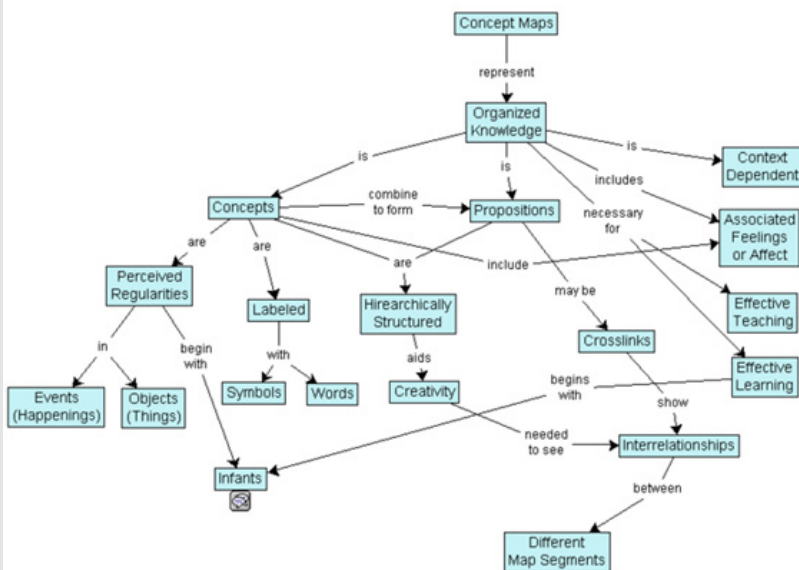 Concept Maps
represent
Organized
Knowledge
is
is
is
Context
Dependent
includes
combine
to form
Concepts
Propositions
necessary
for
Associated
Feelings
or Affect
are
are
are
include
Perceived
Regularities
Labeled
Hirearchically
Structured
may be
Effective
Teaching
Crosslinks
in
begin
with
with
aids
Effective
Learning
Events
(Happenings)
Objects
(Things)
Symbols
Words
Creativity
begins
with
show
needed
to see
Interrelationships
Infants
between
Different
Map Segments